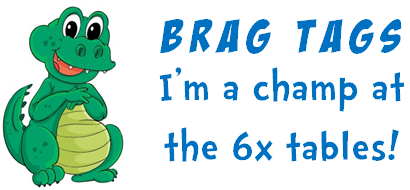 BRAG TAGS
I'm a champ at
the 6x tables!